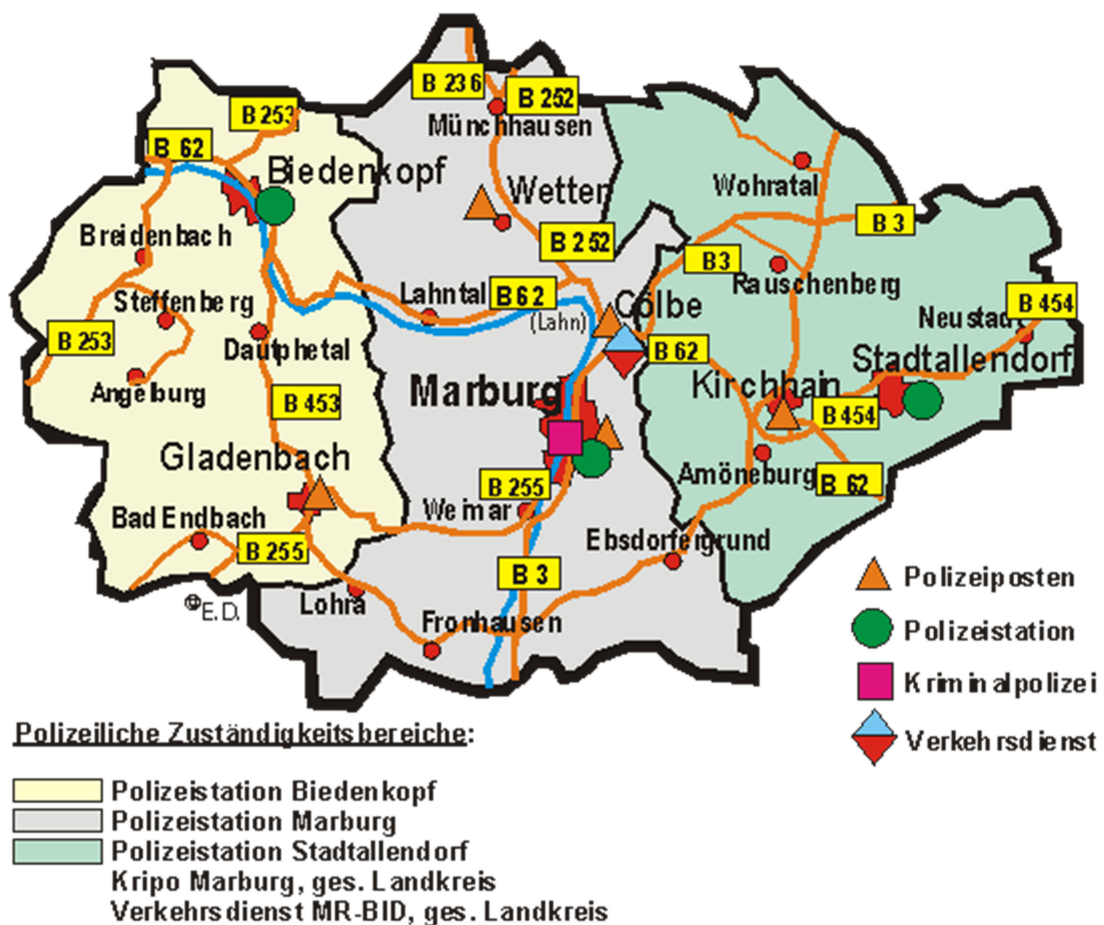 B 236
B 252
Münchhausen
B 253
B 62
Biedenkopf
Wetter
Wohratal
B 3
Breidenbach
B 252
B3
Rauschenberg
Steffenberg
Lahntal
B 62
(Lahn)
Cölbe
B 454
Neustadt
B 253
Dautphetal
B 62
Stadtallendorf
Angelburg
Marburg
Kirchhain
B 453
B 454
Gladenbach
Amöneburg
B 62
B 255
Weimar
Bad Endbach
B 255
Ebsdorfergrund
B 3
Lohra
Fronhausen
©E.D.
Polizeiposten
Polizeistation
Kriminalpolizei
Verkehrsdienst
Polizeiliche Zuständigkeitsbereiche:
Polizeistation Biedenkopf
Polizeistation Marburg
Polizeistation Stadtallendorf
Kripo Marburg, ges. Landkreis
Verkehrsdienst MR-BID, ges. Landkreis